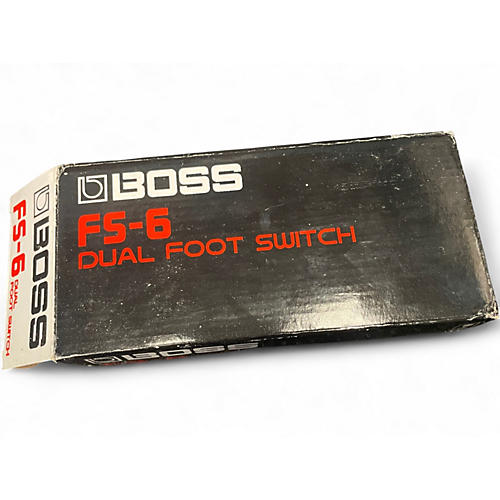 BOSS
FS-6
DUAL FOOT SWITCH
BOSS
FS-6 DUAL
FOOT SWITCH